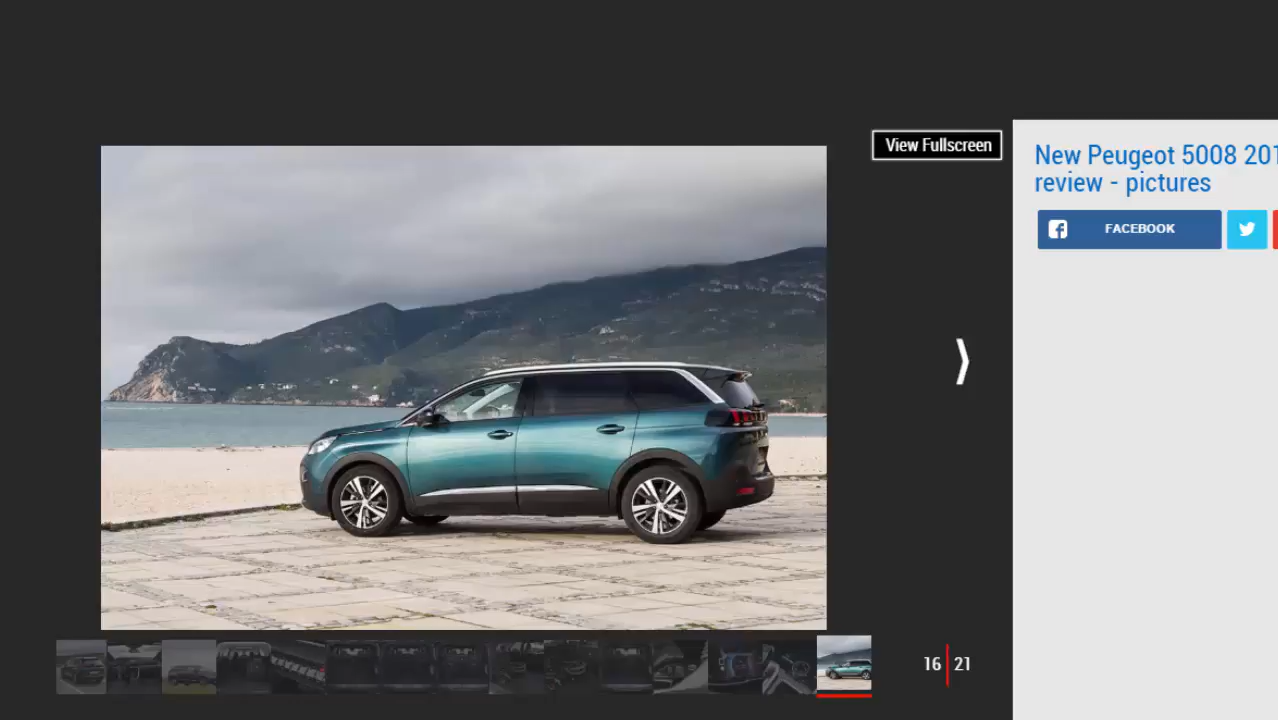 View Fullscreen
New Peugeot 5008 201
review - pictures
FACEBOOK
16 21